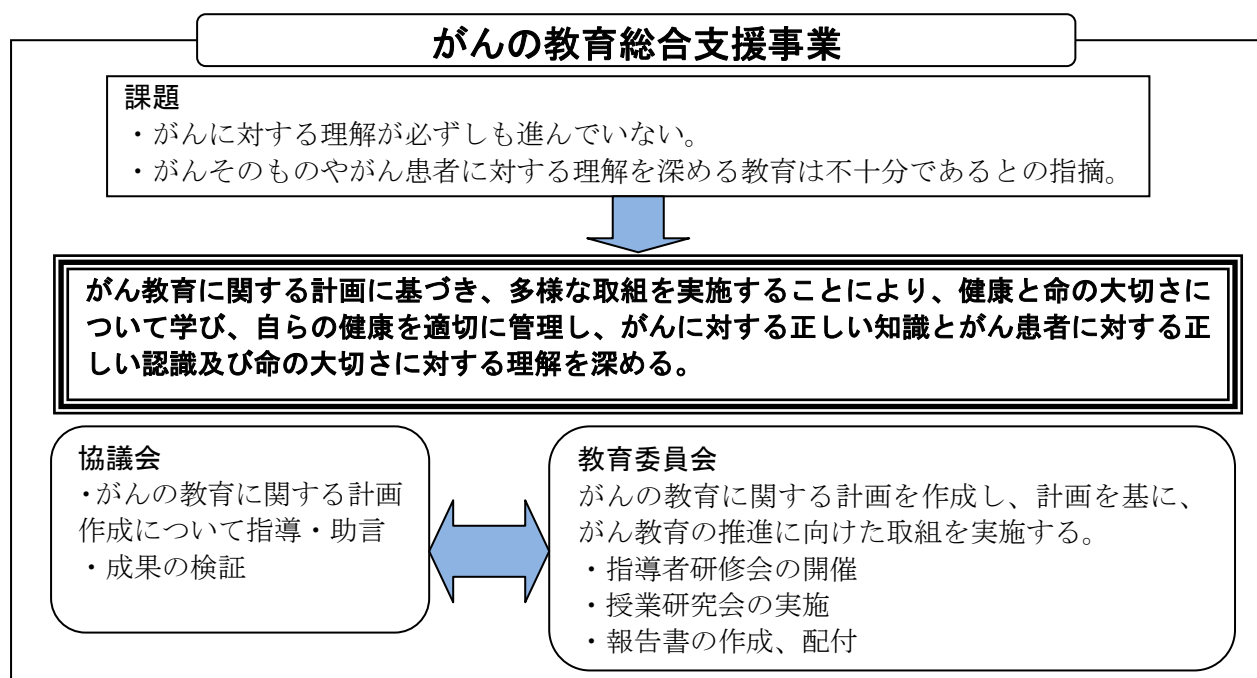 がんの教育総合支援事業
課題
・がんに対する理解が必ずしも進んでいない。
・がんそのものやがん患者に対する理解を深める教育は不十分であるとの指摘。
がん教育に関する計画に基づき、多様な取組を実施することにより、健康と命の大切さに
ついて学び、自らの健康を適切に管理し、がんに対する正しい知識とがん患者に対する正
しい認識及び命の大切さに対する理解を深める。
協議会
・がんの教育に関する計画
作成について指導・助言
・成果の検証
教育委員会
がんの教育に関する計画を作成し、計画を基に、
がん教育の推進に向けた取組を実施する。
・指導者研修会の開催
・授業研究会の実施
・報告書の作成、配付